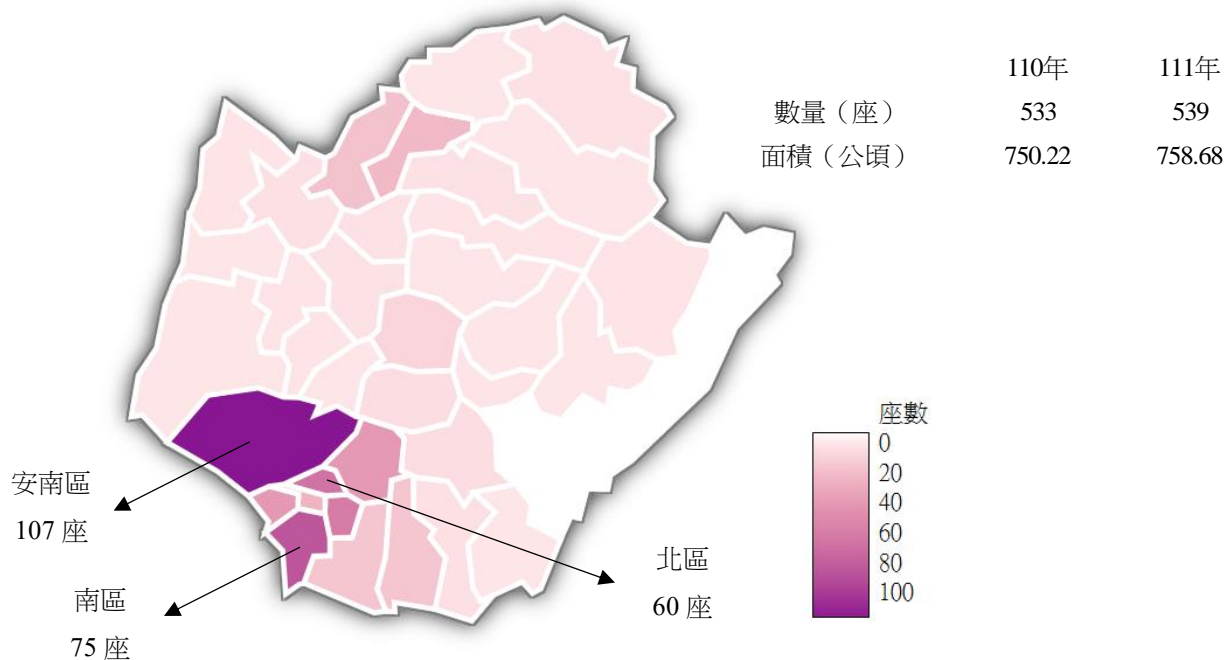 110年 111年
數量（座） 533 539
面積（公頃） 750.22 758.68
座數
0
20
40
60
80
100
安南區
107 座
北區
60 座
南區
75 座